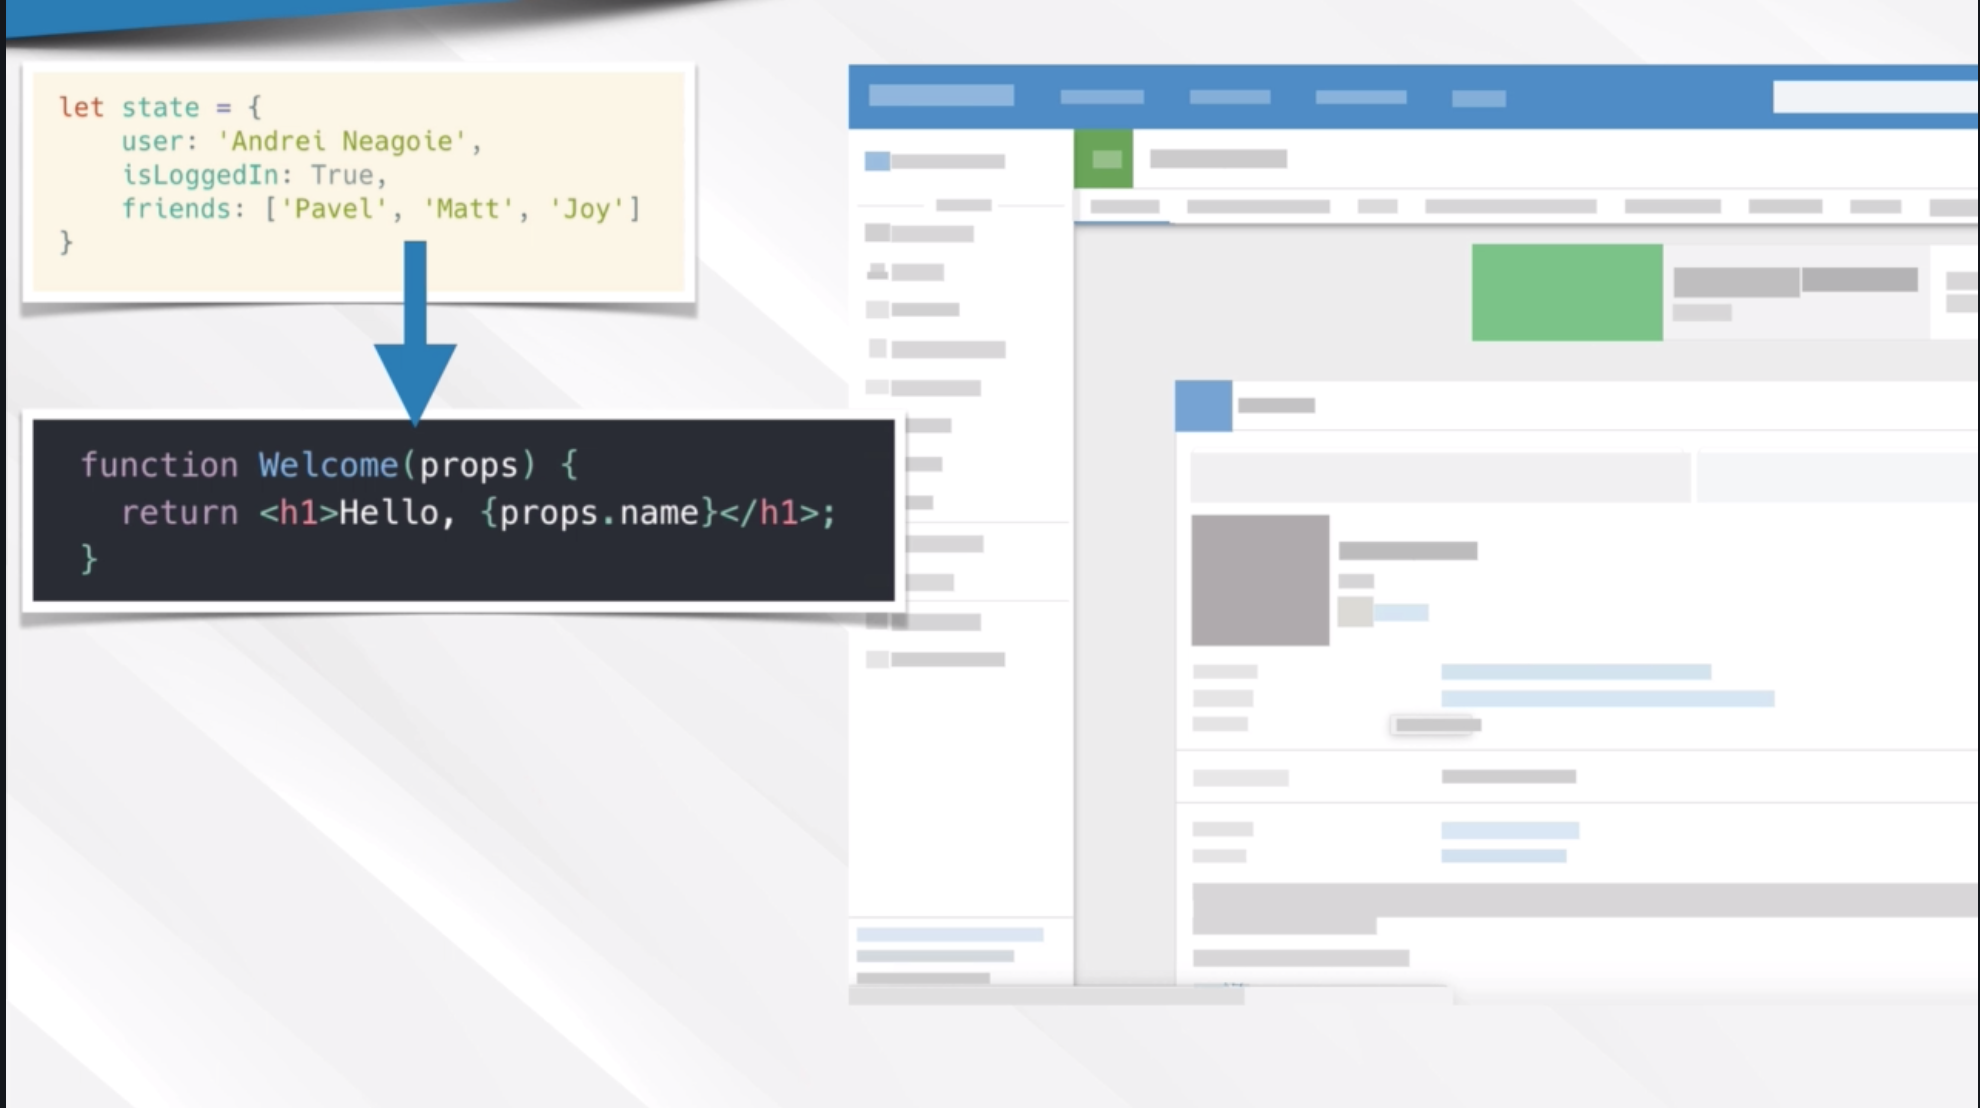 let state = {
    user: 'Andrei Neagoie',
    isLoggedIn: True,
    friends: ['Pavel', 'Matt', 'Joy']
}
function Welcome(props) {
  return <h1>Hello, {props.name}</h1>;
}